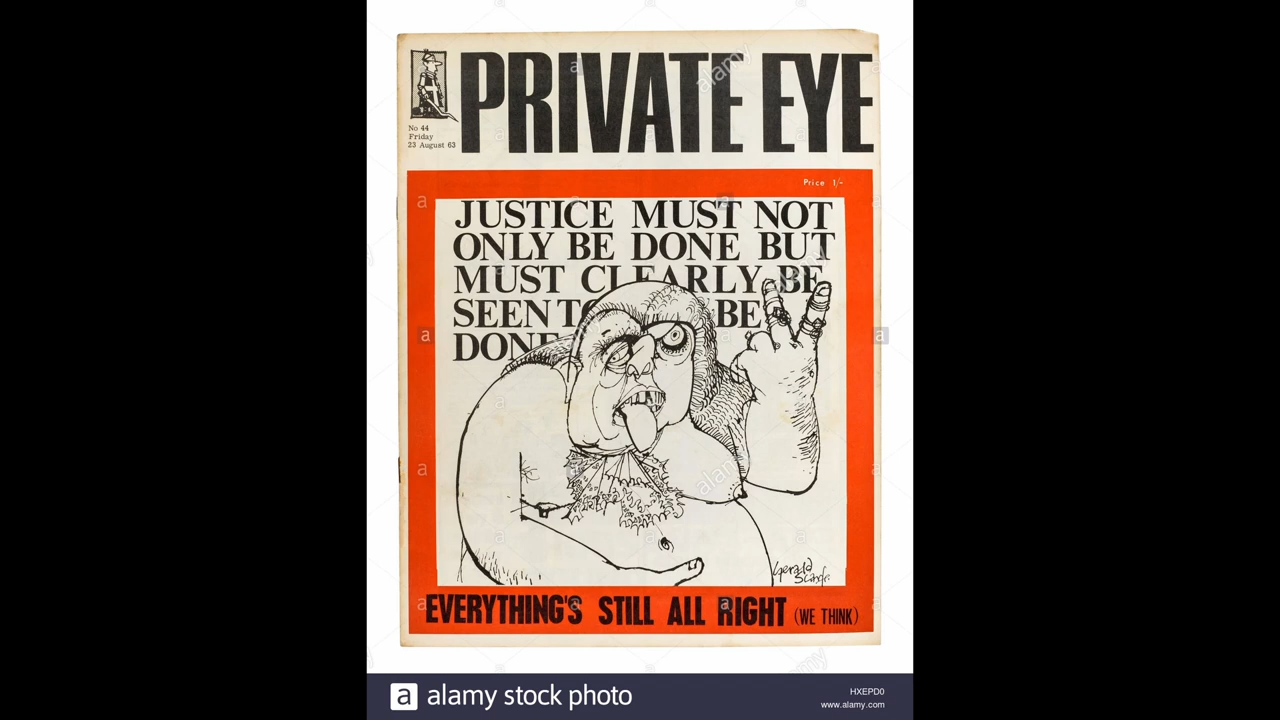 PRIVATE EYE
No 44
Friday
23 August 63
Price 1/-
JUSTICE MUST NOT
ONLY BE DONE BUT
MUST CLEARLY BE
SEEN TO BE
DONE
Gerald
Scarfe
EVERYTHING'S STILL ALL RIGHT (WE THINK)
a alamy stock photo
HXEPD0
www.alamy.com